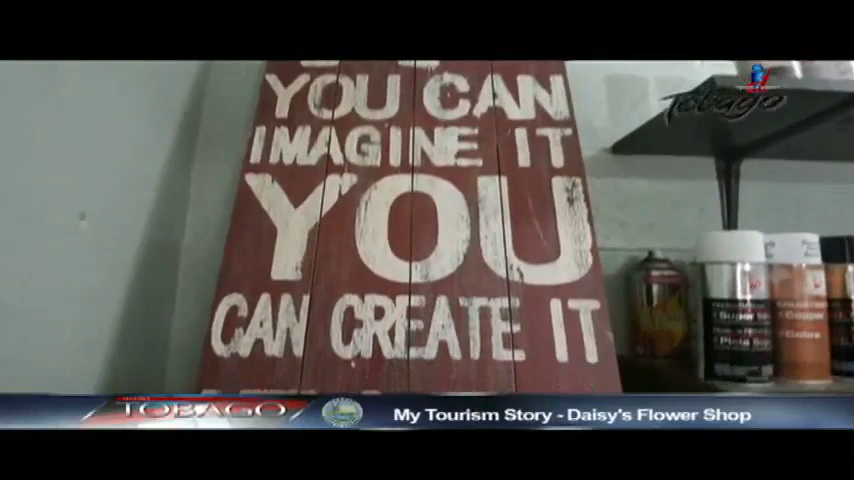 Tobago
YOU CAN
IMAGINE IT
YOU
CAN CREATE IT
TOBAGO
My Tourism Story - Daisy's Flower Shop